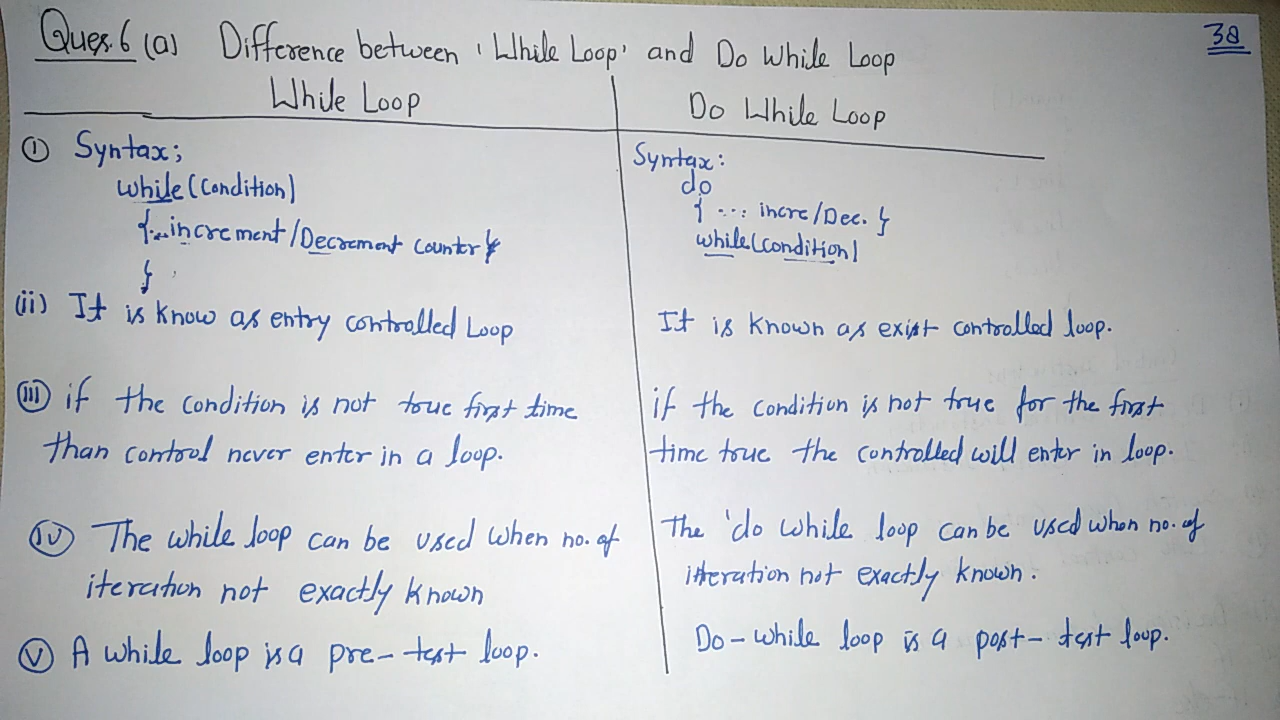 Ques. 6 (a) Difference between 'While Loop' and Do While Loop
38
While Loop
Do While Loop
(i) Syntax;
while (Condition)
{...increment/Decrement counter}
}
Syntax:
do
{ ... incre/Dec. }
while (condition)
(ii) It is know as entry controlled Loop
It is known as exist controlled loop.
(iii) if the condition is not true first time
than control never enter in a loop.
if the condition is not true for the first
time true the controlled will enter in loop.
(iv) The while loop can be used when no. of
iteration not exactly known
The 'do while loop can be used when no. of
itteration not exactly known.
(v) A while loop is a pre-test loop.
Do-while loop is a post-test loop.